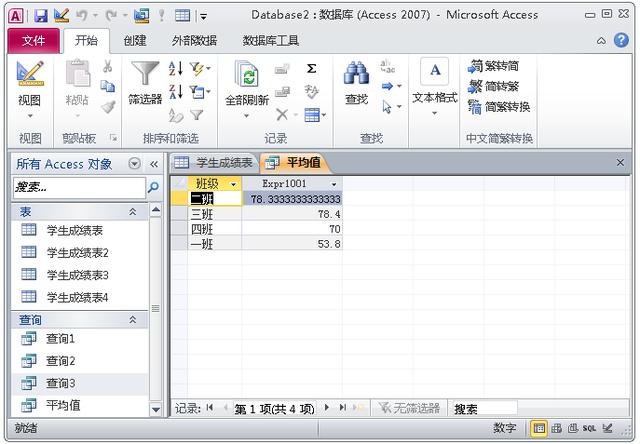 Database2 : 数据库 (Access 2007) - Microsoft Access
文件 开始 创建 外部数据 数据库工具
视图 粘贴 筛选器 全部刷新 查找 文本格式 繁转简
简转繁
简繁转换
视图 剪贴板 排序和筛选 记录 查找 中文简繁转换
所有 Access 对象
搜索...
表
学生成绩表
学生成绩表2
学生成绩表3
学生成绩表4
查询
查询1
查询2
查询3
平均值
学生成绩表 平均值
班级 Expr1001
二班 78.3333333333333
三班 78.4
四班 70
一班 53.8
记录: 第 1 项(共 4 项) 无筛选器 搜索
就绪 数字 SQL